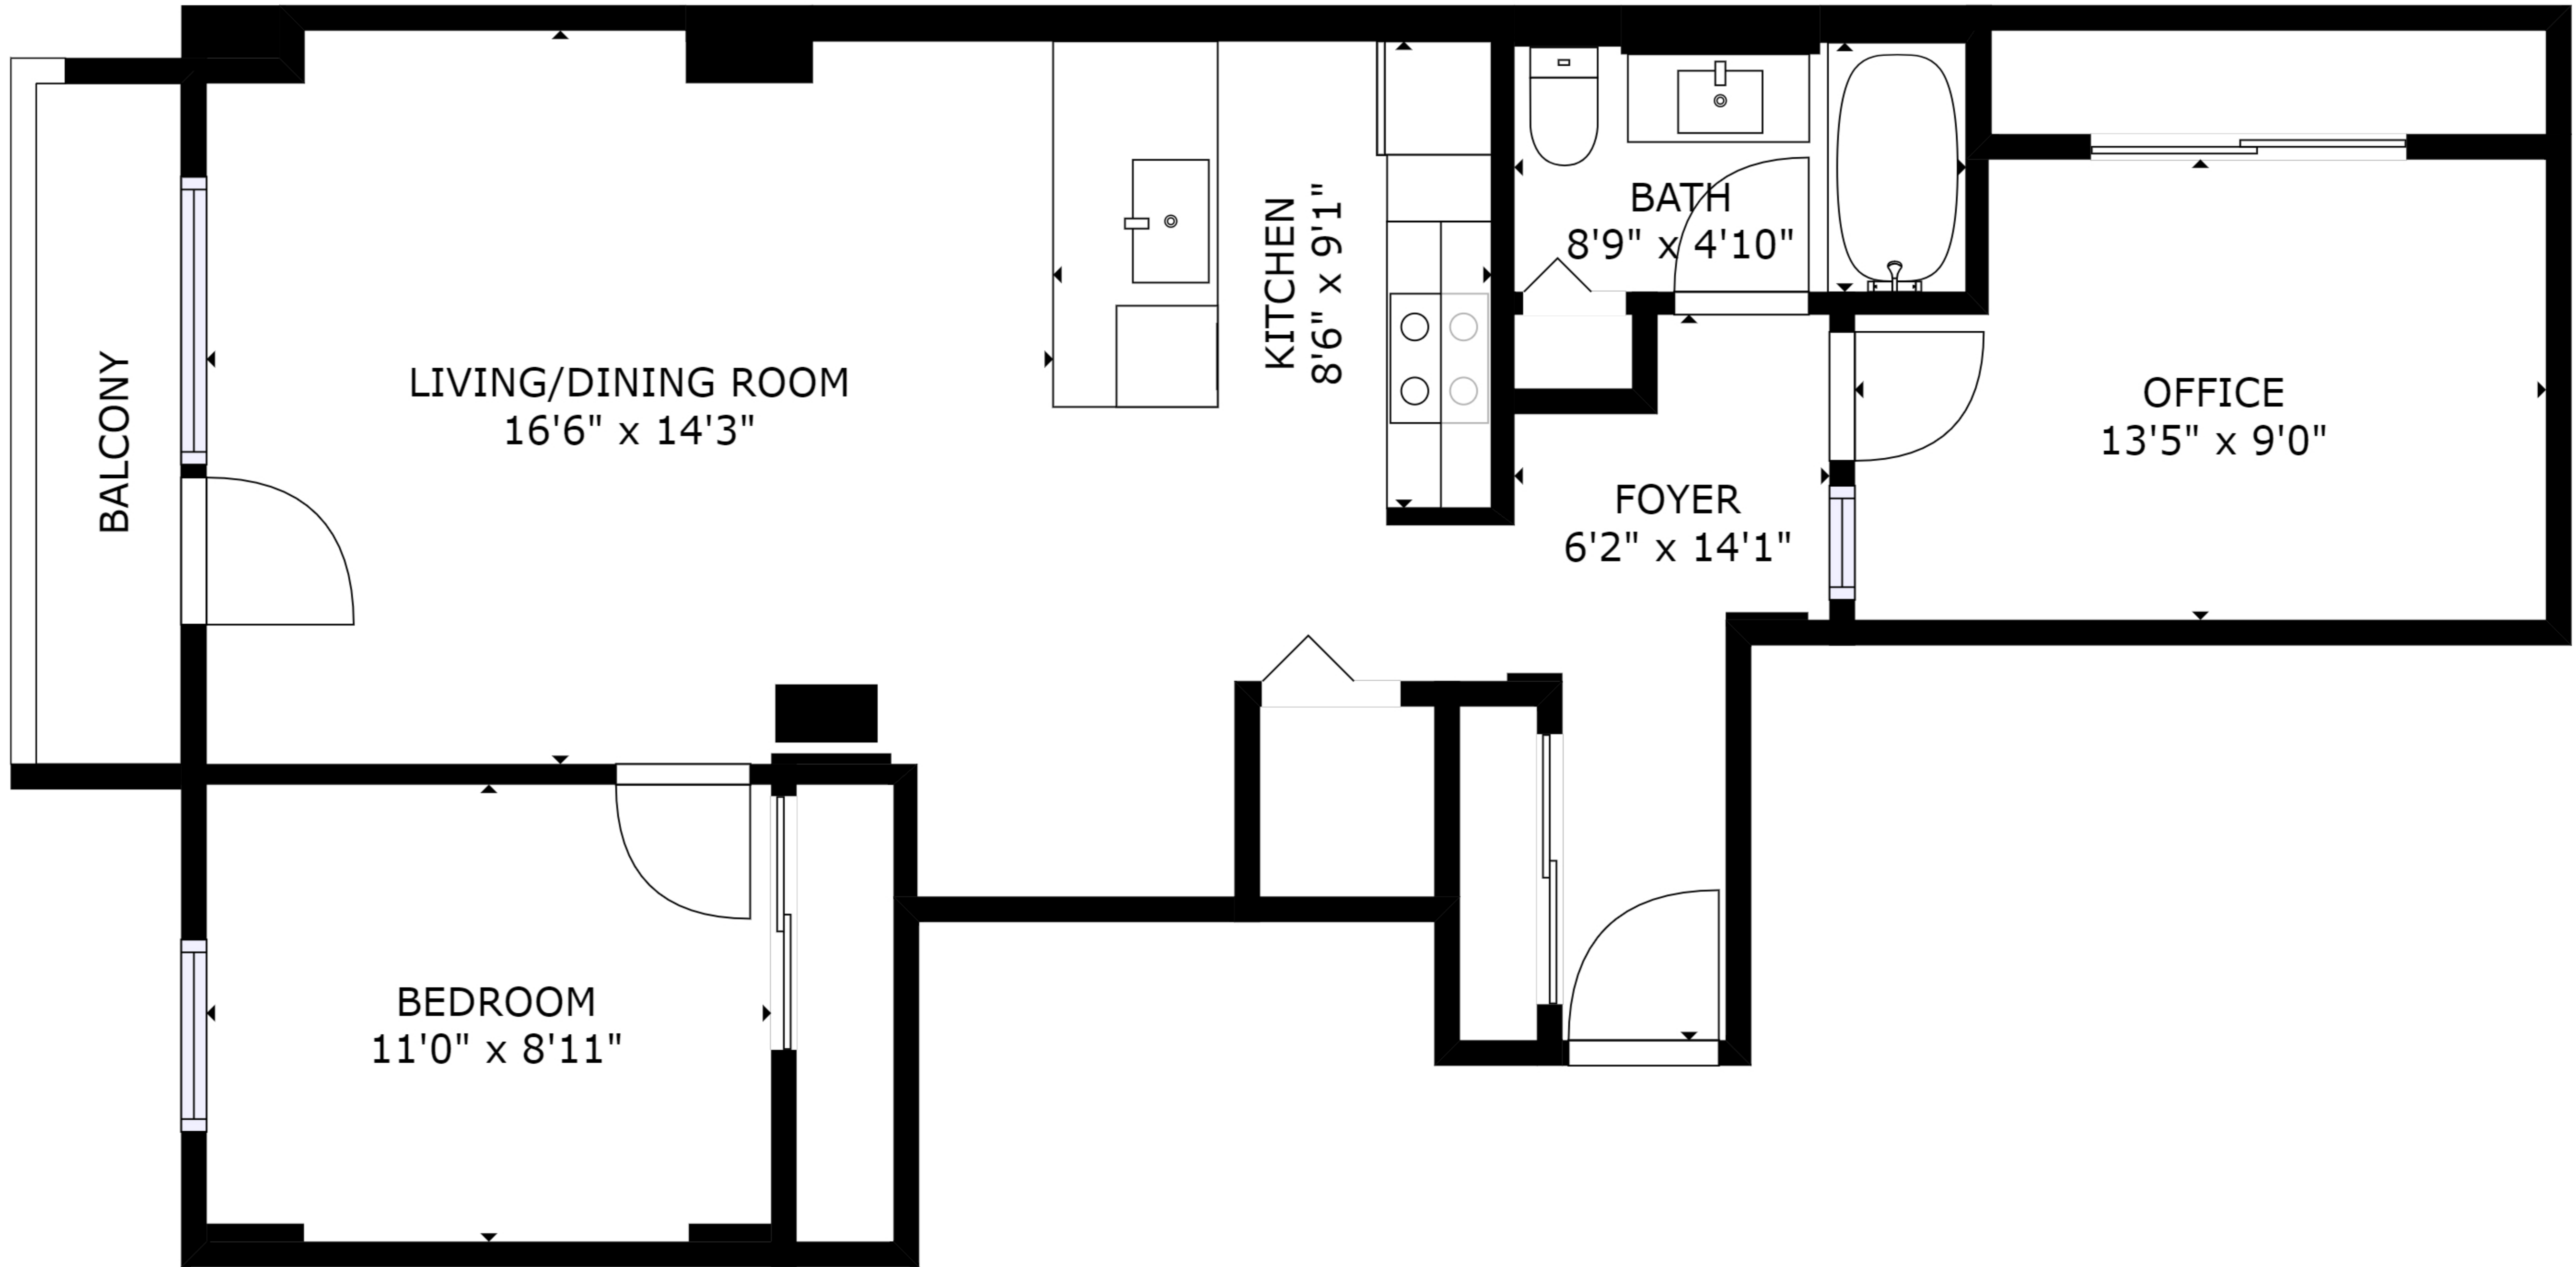 BALCONY
LIVING/DINING ROOM
16'6" x 14'3"
KITCHEN
8'6" x 9'1"
BATH
8'9" x 4'10"
FOYER
6'2" x 14'1"
OFFICE
13'5" x 9'0"
BEDROOM
11'0" x 8'11"